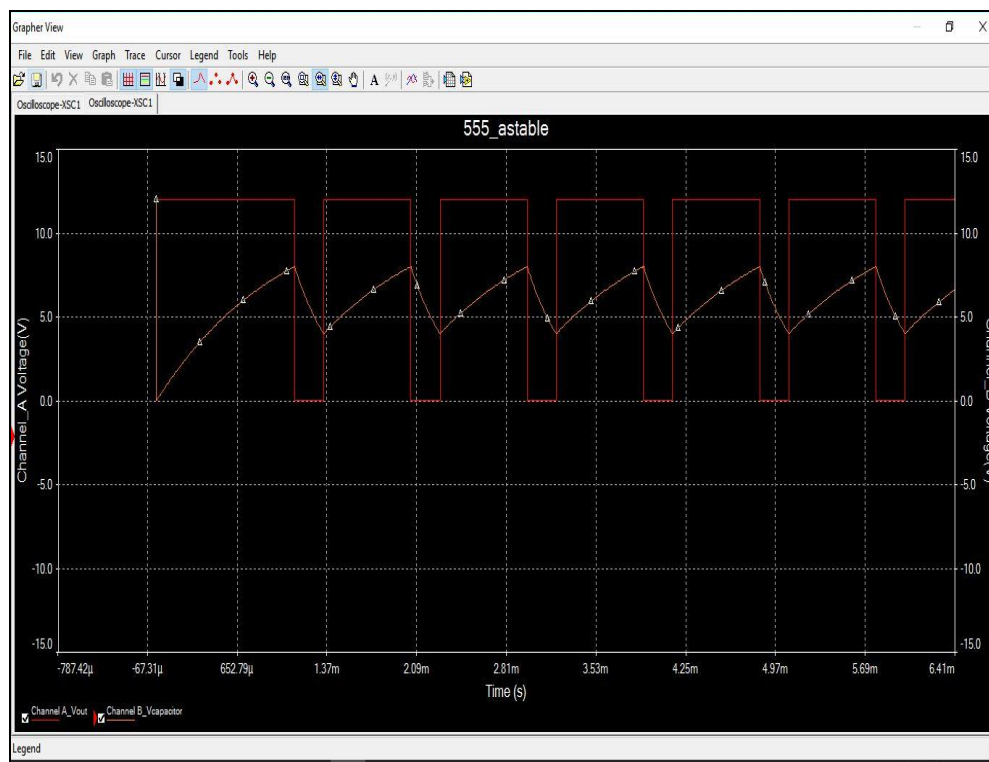 Grapher View
File Edit View Graph Trace Cursor Legend Tools Help
A
Oscilloscope-XSC1 Oscilloscope-XSC1
555_astable
15.0 15.0
10.0 10.0
5.0 5.0
0.0 0.0
-5.0 -5.0
-10.0 -10.0
-15.0 -15.0
Channel_A Voltage(V)
-787.42µ -67.31µ 652.79µ 1.37m 2.09m 2.81m 3.53m 4.25m 4.97m 5.69m 6.41m
Time (s)
Channel A_Vout Channel B_Vcapacitor
Legend